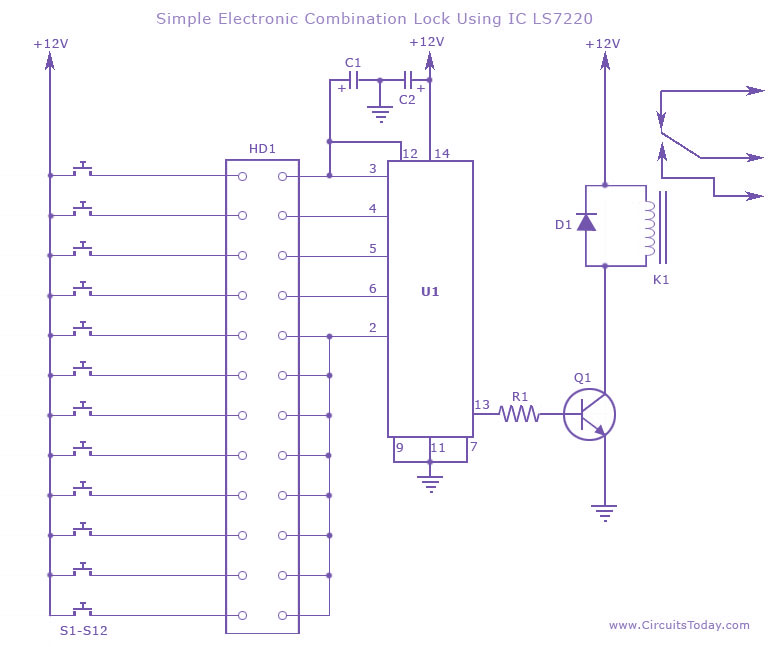 Simple Electronic Combination Lock Using IC LS7220
+12V
+12V
+12V
C1
+
C2
+
HD1
12
14
3
4
5
6
2
U1
D1
K1
13
R1
Q1
9
11
7
S1-S12
www.CircuitsToday.com